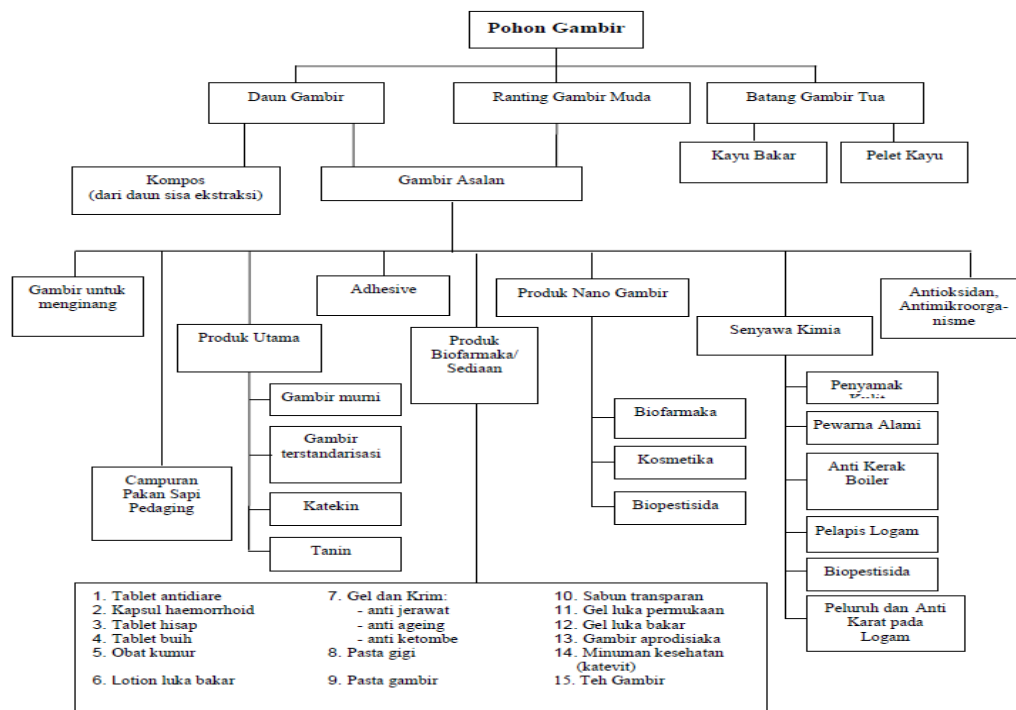 Pohon Gambir
Daun Gambir
Ranting Gambir Muda
Batang Gambir Tua
Kayu Bakar
Pelet Kayu
Kompos
(dari daun sisa ekstraksi)
Gambir Asalan
Gambir untuk
menginang
Campuran
Pakan Sapi
Pedaging
Produk Utama
Gambir murni
Gambir
terstandarisasi
Katekin
Tanin
Adhesive
Produk
Biofarmaka/
Sediaan
Produk Nano Gambir
Biofarmaka
Kosmetika
Biopestisida
Senyawa Kimia
Penyamak
Kulit
Pewarna Alami
Anti Kerak
Boiler
Pelapis Logam
Biopestisida
Peluruh dan Anti
Karat pada
Logam
Antioksidan,
Antimikroorga-
nisme
1. Tablet antidiare
2. Kapsul haemorrhoid
3. Tablet hisap
4. Tablet buih
5. Obat kumur
6. Lotion luka bakar
7. Gel dan Krim:
- anti jerawat
- anti ageing
- anti ketombe
8. Pasta gigi
9. Pasta gambir
10. Sabun transparan
11. Gel luka permukaan
12. Gel luka bakar
13. Gambir aprodisiaka
14. Minuman kesehatan
(katevit)
15. Teh Gambir